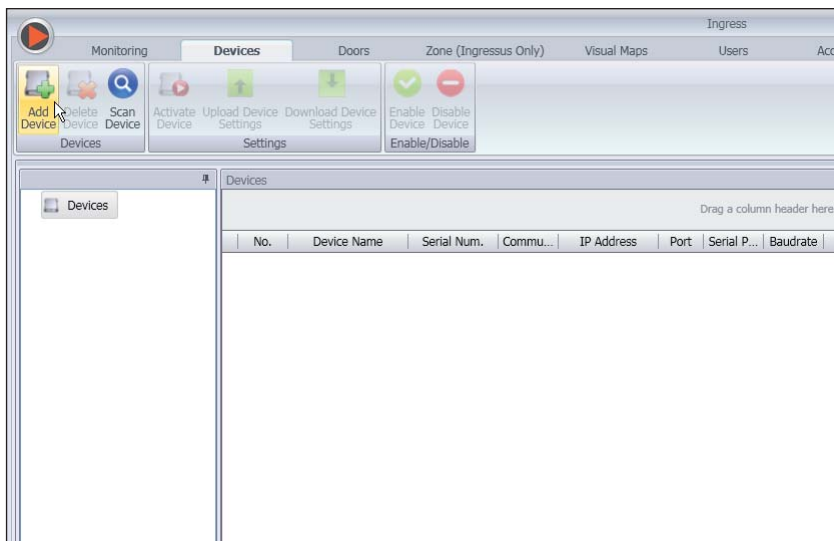 Ingress
Monitoring Devices Doors Zone (Ingressus Only) Visual Maps Users Acc
Add Device Delete Device Scan Device Activate Device Upload Device Settings Download Device Settings Enable Device Disable Device
Devices Settings Enable/Disable
Devices
Devices
Drag a column header here
No. Device Name Serial Num. Commu... IP Address Port Serial P... Baudrate